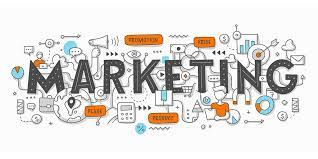 PROMOTION
PRICE
MARKETING
PLACE
PRODUCT